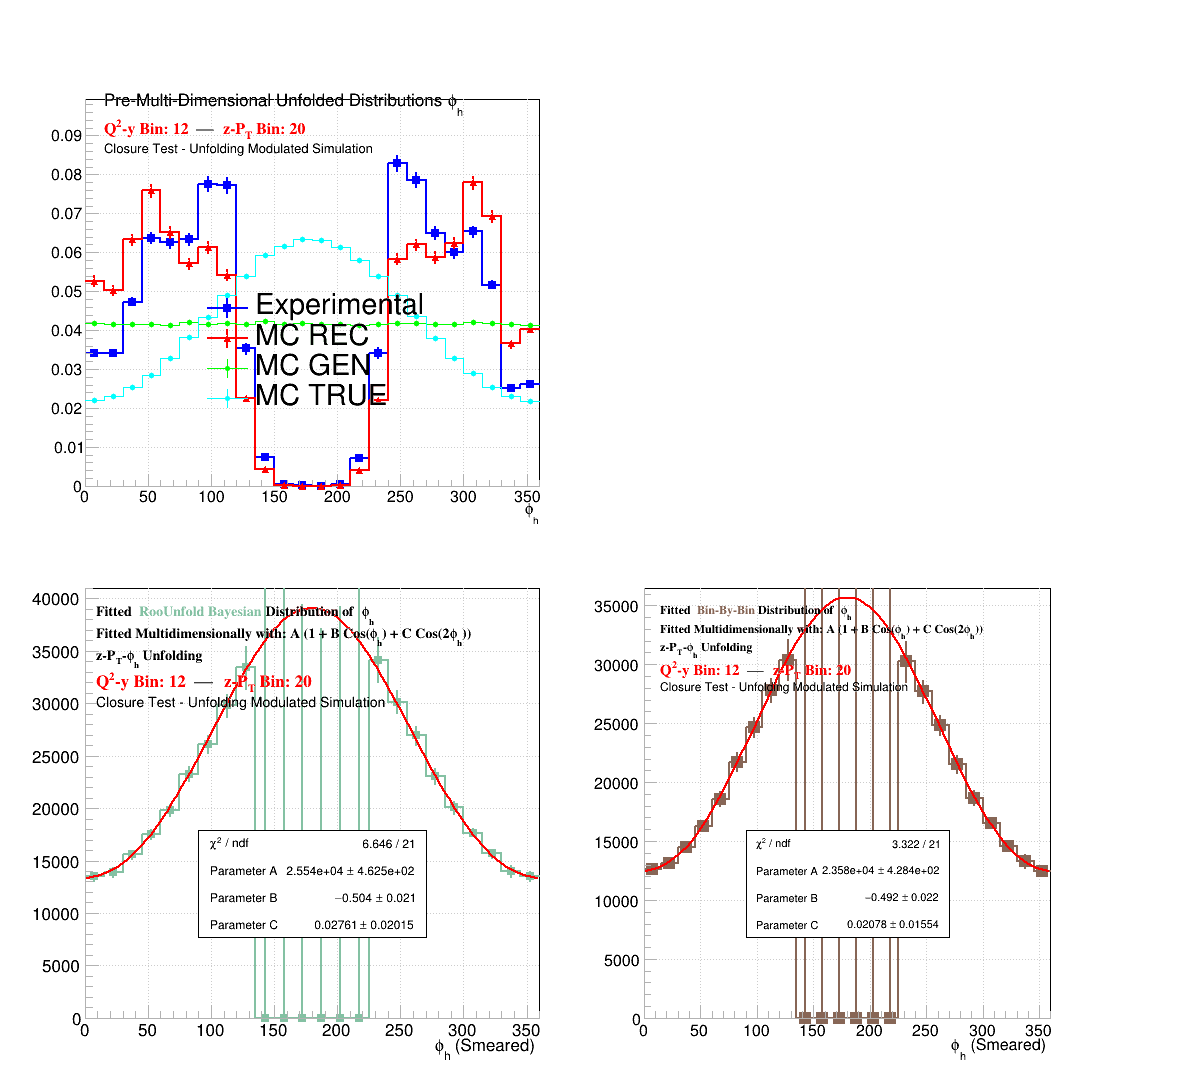 Pre-Multi-Dimensional Unfolded Distributions ϕh
Q2-y Bin: 12 — z-PT Bin: 20
Closure Test - Unfolding Modulated Simulation
0.09
0.08
0.07
0.06
0.05
0.04
0.03
0.02
0.01
0
Experimental
MC REC
MC GEN
MC TRUE
0 50 100 150 200 250 300 350
ϕh
Fitted RooUnfold Bayesian Distribution of ϕh
Fitted Multidimensionally with: A (1 + B Cos(ϕh) + C Cos(2ϕh))
z-PT-ϕh Unfolding
Q2-y Bin: 12 — z-PT Bin: 20
Closure Test - Unfolding Modulated Simulation
40000
35000
30000
25000
20000
15000
10000
5000
0
χ2 / ndf 6.646 / 21
Parameter A 2.554e+04 ± 4.625e+02
Parameter B −0.504 ± 0.021
Parameter C 0.02761 ± 0.02015
0 50 100 150 200 250 300 350
ϕh (Smeared)
Fitted Bin-By-Bin Distribution of ϕh
Fitted Multidimensionally with: A (1 + B Cos(ϕh) + C Cos(2ϕh))
z-PT-ϕh Unfolding
Q2-y Bin: 12 — z-PT Bin: 20
Closure Test - Unfolding Modulated Simulation
35000
30000
25000
20000
15000
10000
5000
0
χ2 / ndf 3.322 / 21
Parameter A 2.358e+04 ± 4.284e+02
Parameter B −0.492 ± 0.022
Parameter C 0.02078 ± 0.01554
0 50 100 150 200 250 300 350
ϕh (Smeared)